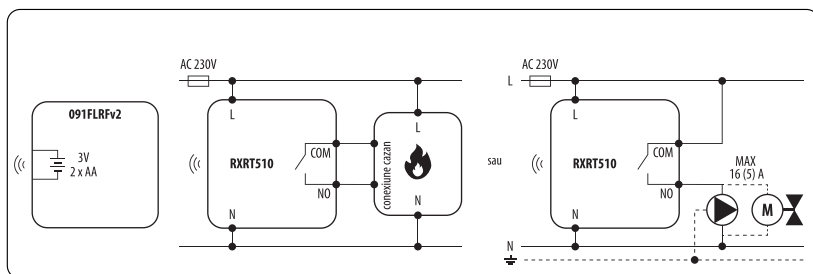 091FLRFv2
3V
2 x AA
AC 230V
L
RXRT510
COM
NO
N
conexiune cazan
L
N
sau
AC 230V
L
L
RXRT510
COM
NO
N
MAX
16 (5) A
M
N